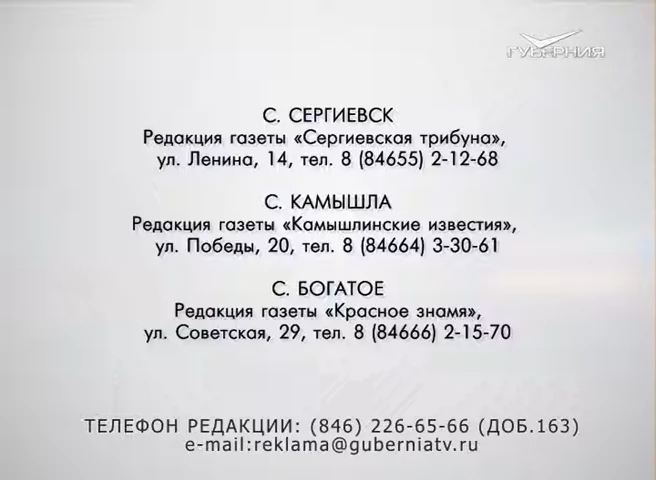 ГУБЕРНИЯ
С. СЕРГИЕВСК
Редакция газеты «Сергиевская трибуна»,
ул. Ленина, 14, тел. 8 (84655) 2-12-68
С. КАМЫШЛА
Редакция газеты «Камышлинские известия»,
ул. Победы, 20, тел. 8 (84664) 3-30-61
С. БОГАТОЕ
Редакция газеты «Красное знамя»,
ул. Советская, 29, тел. 8 (84666) 2-15-70
ТЕЛЕФОН РЕДАКЦИИ: (846) 226-65-66 (ДОБ.163)
e-mail:reklama@guberniatv.ru